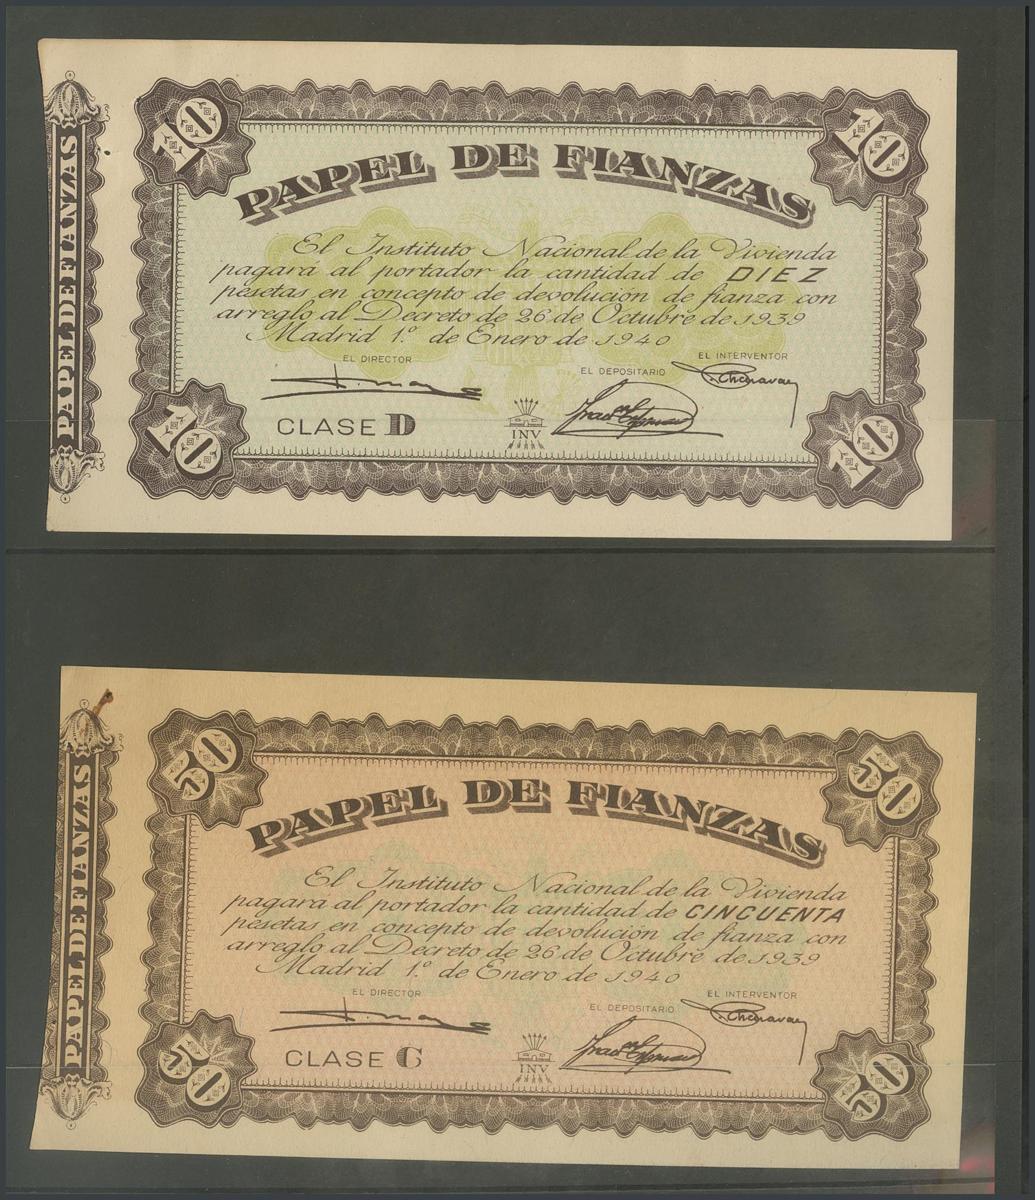 PAPEL DE FIANZAS
10
10
PAPEL DE FIANZAS
El Instituto Nacional de la Vivienda
pagará al portador la cantidad de DIEZ
pesetas en concepto de devolución de fianza con
arreglo al Decreto de 26 de Octubre de 1939
Madrid 1.º de Enero de 1940
EL DIRECTOR
EL DEPOSITARIO
EL INTERVENTOR
CLASE D
INV
10
10
PAPEL DE FIANZAS
50
50
PAPEL DE FIANZAS
El Instituto Nacional de la Vivienda
pagará al portador la cantidad de CINCUENTA
pesetas en concepto de devolución de fianza con
arreglo al Decreto de 26 de Octubre de 1939
Madrid 1.º de Enero de 1940
EL DIRECTOR
EL DEPOSITARIO
EL INTERVENTOR
CLASE G
INV
50
50